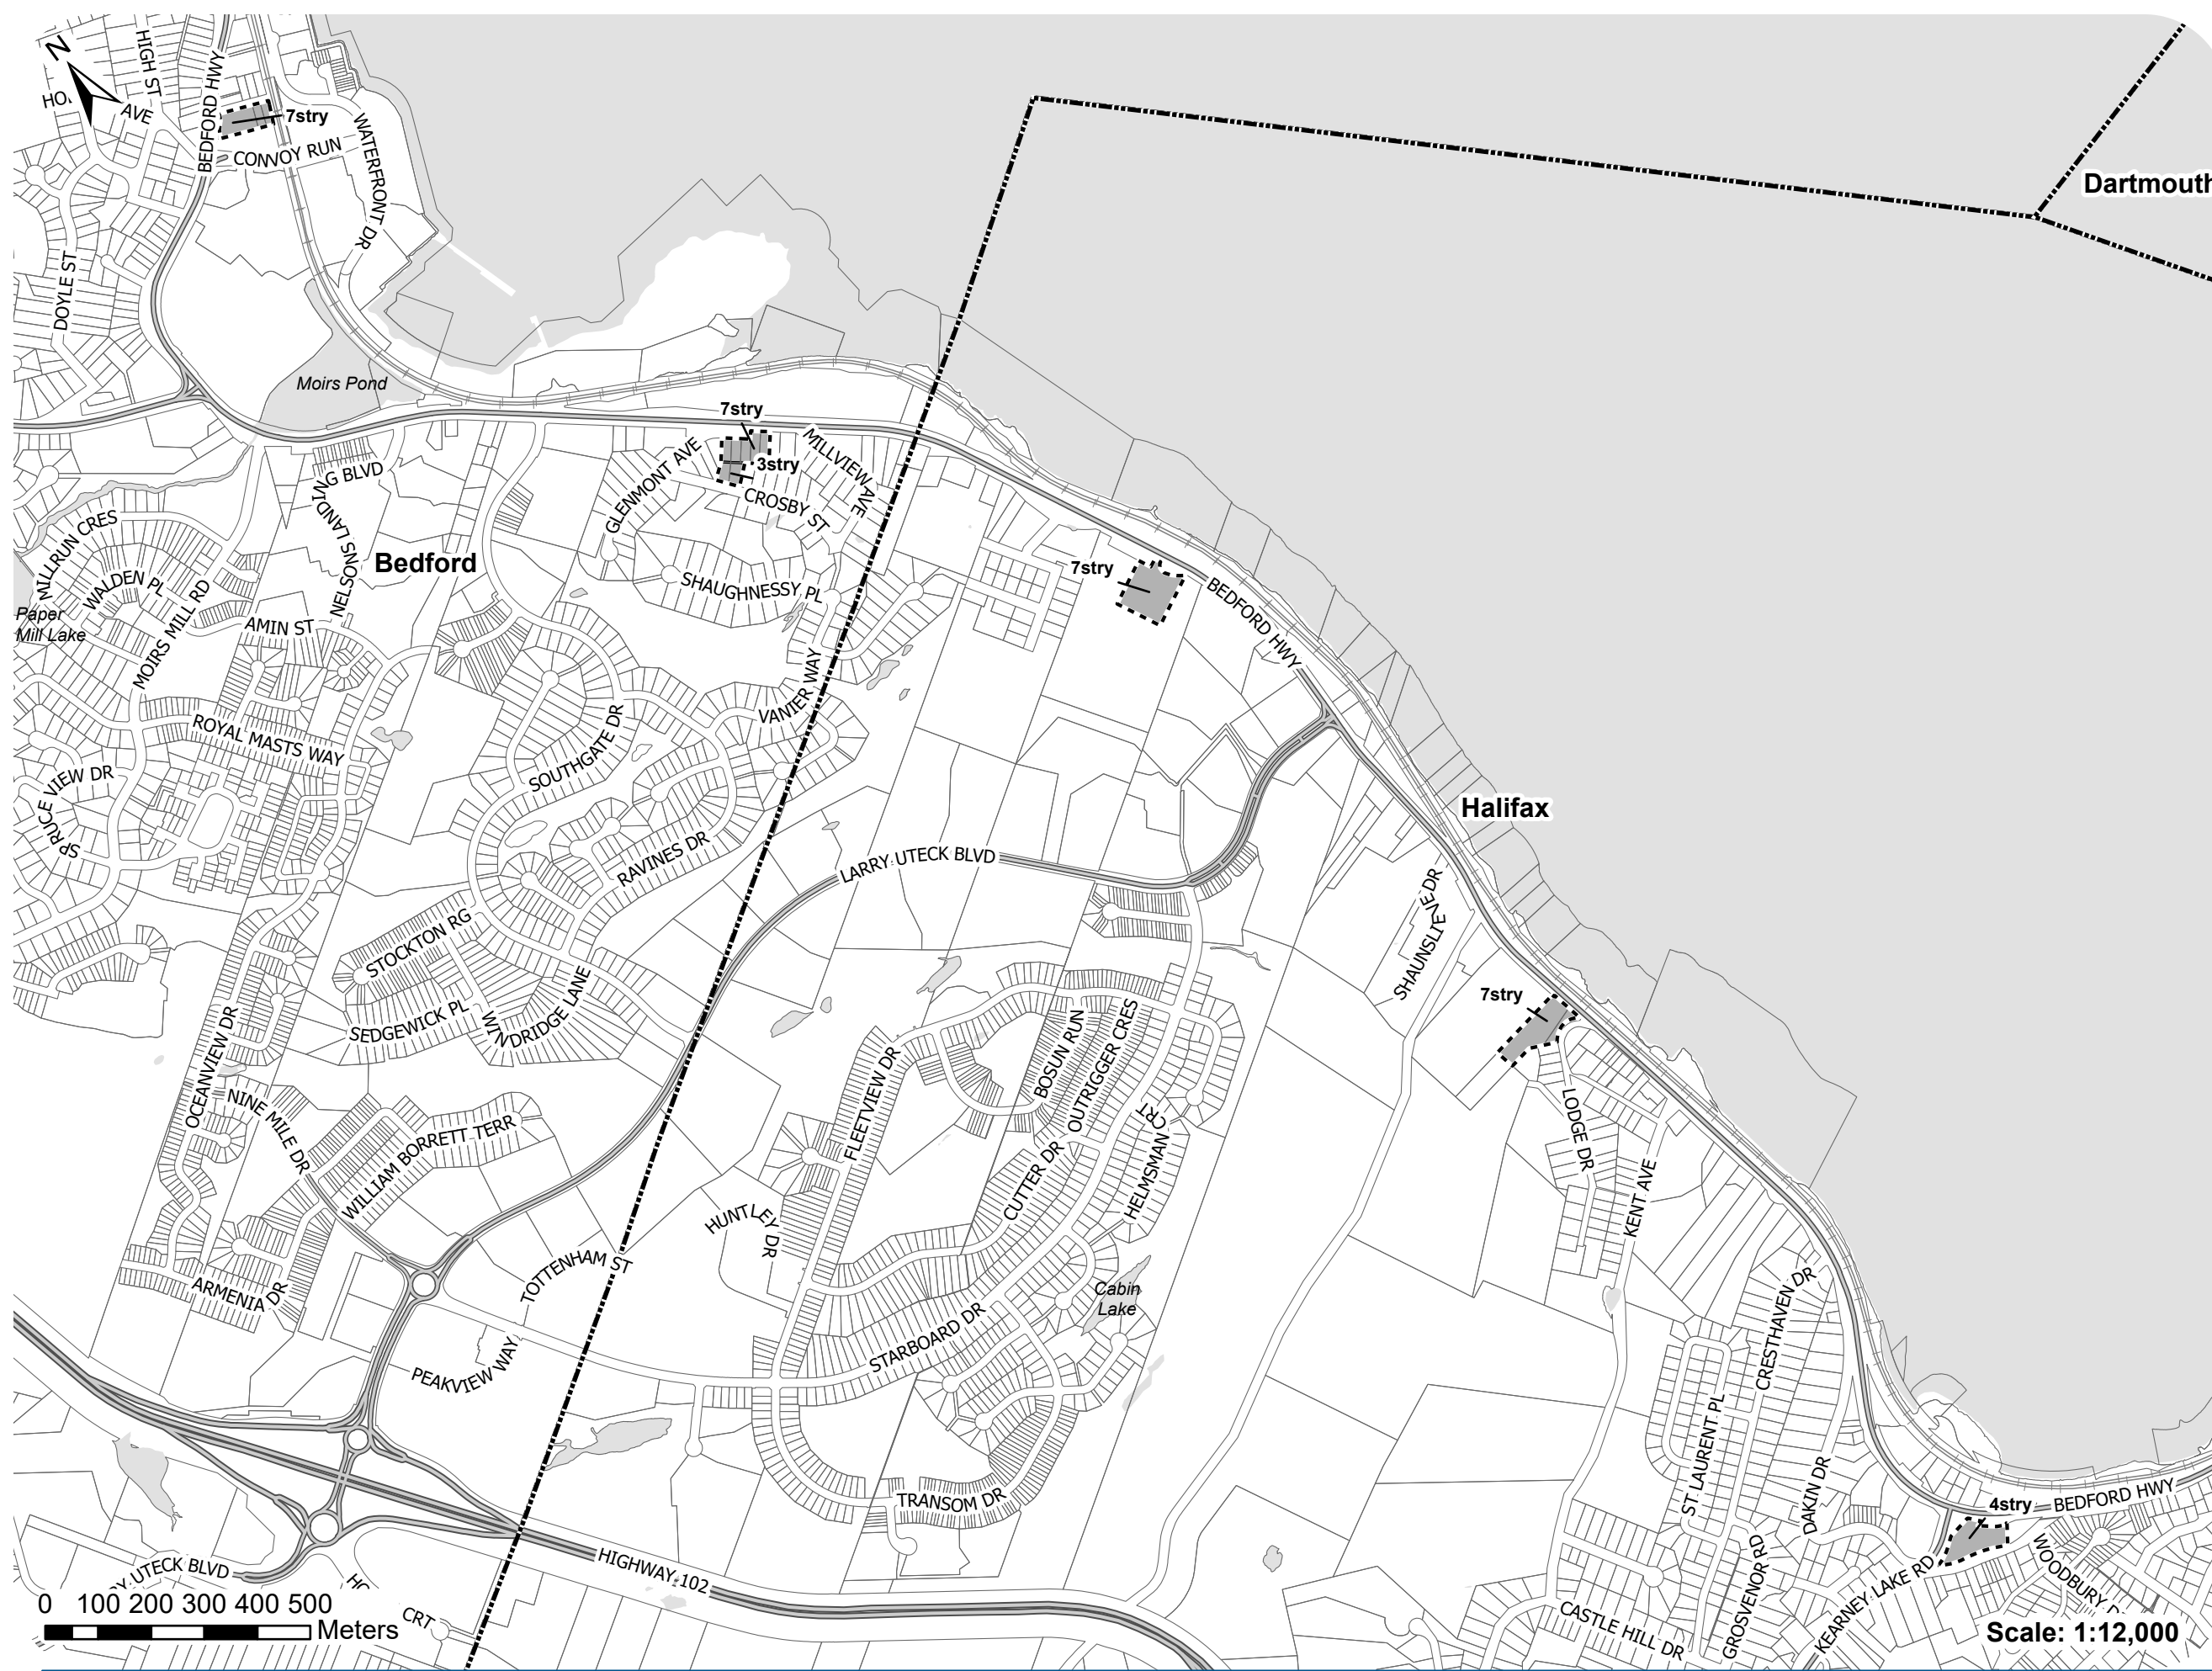 N
HIGH ST
BEDFORD HWY
AVE
7stry
CONVOY RUN
WATERFRONT DR
Dartmouth
DOYLE ST
Moirs Pond
7stry
3stry
GLENMONT AVE
MILLVIEW AVE
CROSBY ST
NELSONS LANDING BLVD
Bedford
7stry
MILLRUN CRES
WALDEN PL
SHAUGHNESSY PL
BEDFORD HWY
Paper
Mill Lake
MOIRS MILL RD
AMIN ST
VANIER WAY
ROYAL MASTS WAY
SOUTHGATE DR
SPRUCE VIEW DR
Halifax
RAVINES DR
LARRY UTECK BLVD
SHAUNSLIEVE DR
STOCKTON RG
7stry
SEDGEWICK PL
WINDRIDGE LANE
OCEANVIEW DR
BOSUN RUN
OUTRIGGER CRES
FLEETVIEW DR
NINE MILE DR
LODGE DR
WILLIAM BORRETT TERR
HELMSMAN CRT
CUTTER DR
KENT AVE
HUNTLEY DR
TOTTENHAM ST
ARMENIA DR
Cabin
Lake
CRESTHAVEN DR
STARBOARD DR
PEAKVIEW WAY
ST LAURENT PL
DAKIN DR
TRANSOM DR
4stry
BEDFORD HWY
HIGHWAY 102
UTECK BLVD
CRT
WOODBURY
KEARNEY LAKE RD
GROSVENOR RD
CASTLE HILL DR
0 100 200 300 400 500
Meters
Scale: 1:12,000